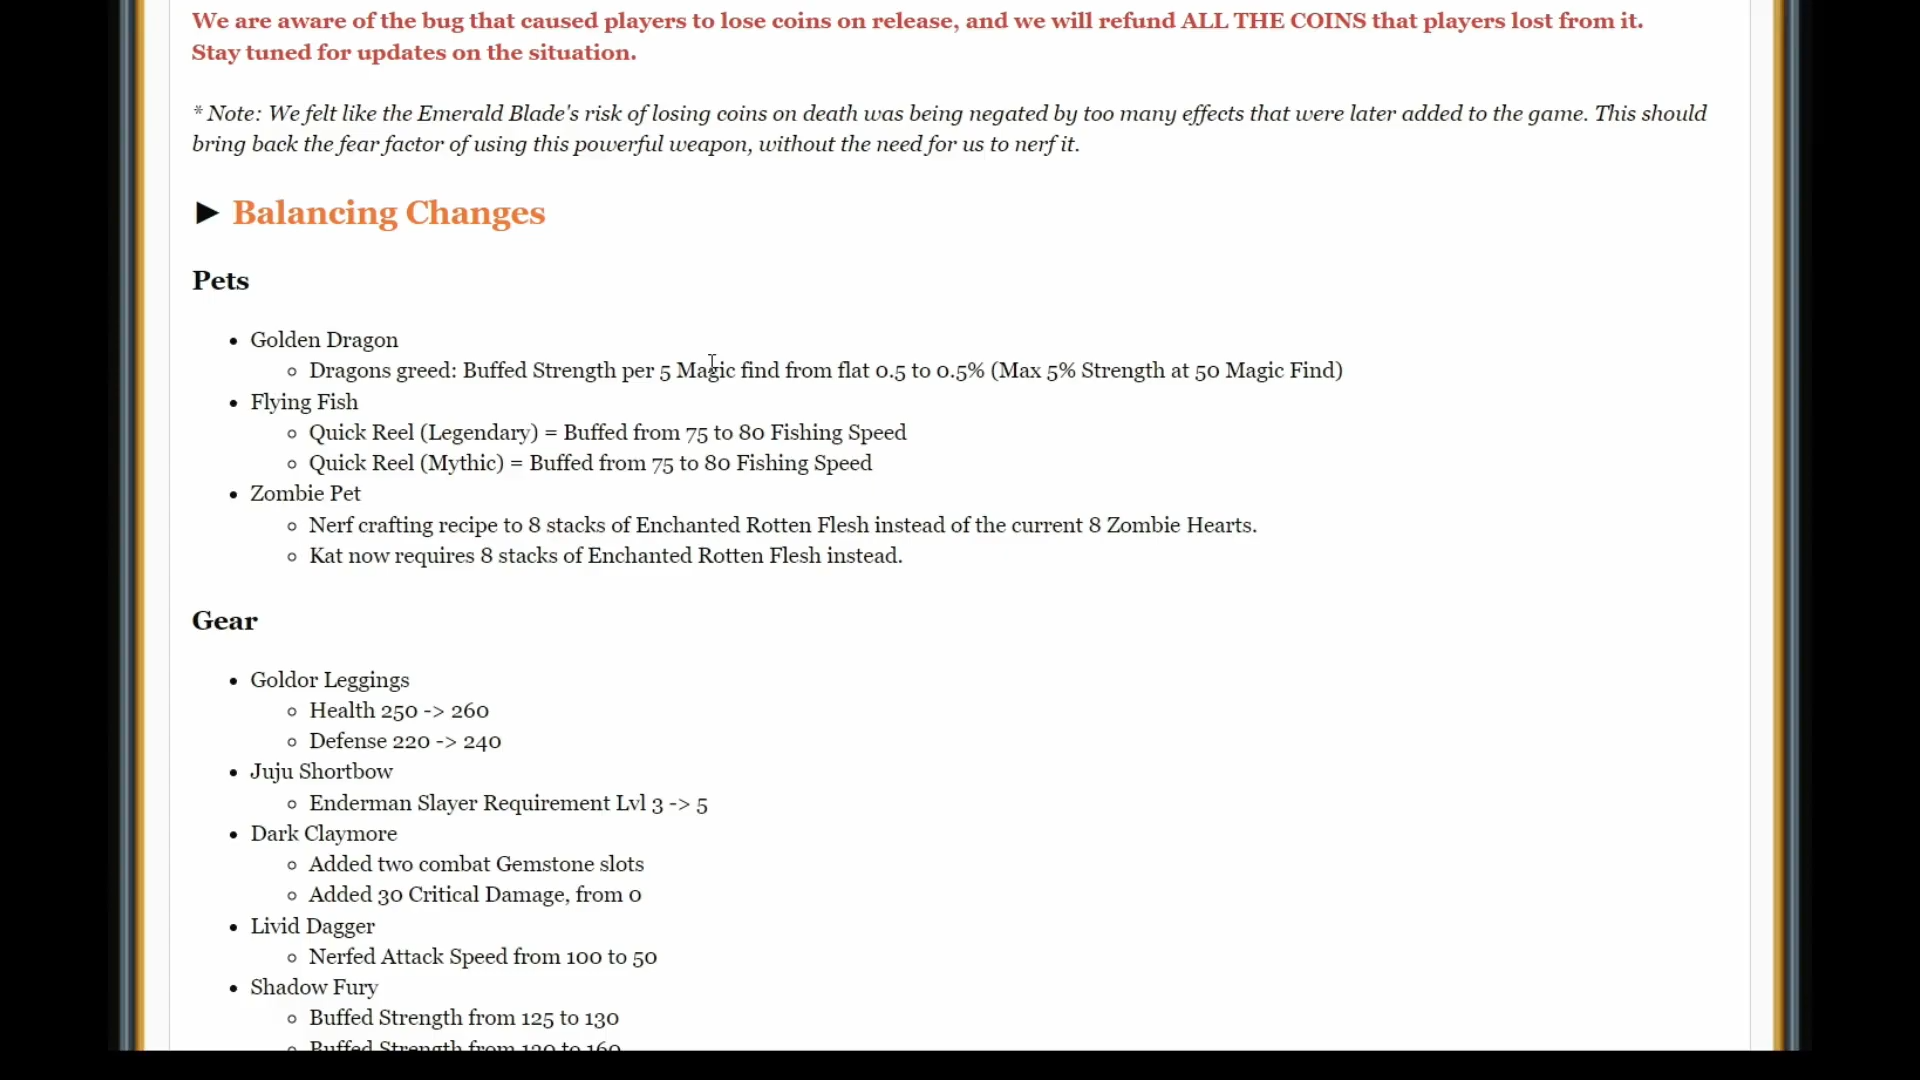 We are aware of the bug that caused players to lose coins on release, and we will refund ALL THE COINS that players lost from it.
Stay tuned for updates on the situation.
* Note: We felt like the Emerald Blade's risk of losing coins on death was being negated by too many effects that were later added to the game. This should
bring back the fear factor of using this powerful weapon, without the need for us to nerf it.
► Balancing Changes
Pets
• Golden Dragon
◦ Dragons greed: Buffed Strength per 5 Magic find from flat 0.5 to 0.5% (Max 5% Strength at 50 Magic Find)
• Flying Fish
◦ Quick Reel (Legendary) = Buffed from 75 to 80 Fishing Speed
◦ Quick Reel (Mythic) = Buffed from 75 to 80 Fishing Speed
• Zombie Pet
◦ Nerf crafting recipe to 8 stacks of Enchanted Rotten Flesh instead of the current 8 Zombie Hearts.
◦ Kat now requires 8 stacks of Enchanted Rotten Flesh instead.
Gear
• Goldor Leggings
◦ Health 250 -> 260
◦ Defense 220 -> 240
• Juju Shortbow
◦ Enderman Slayer Requirement Lvl 3 -> 5
• Dark Claymore
◦ Added two combat Gemstone slots
◦ Added 30 Critical Damage, from 0
• Livid Dagger
◦ Nerfed Attack Speed from 100 to 50
• Shadow Fury
◦ Buffed Strength from 125 to 130
◦ Buffed Strength from to 160